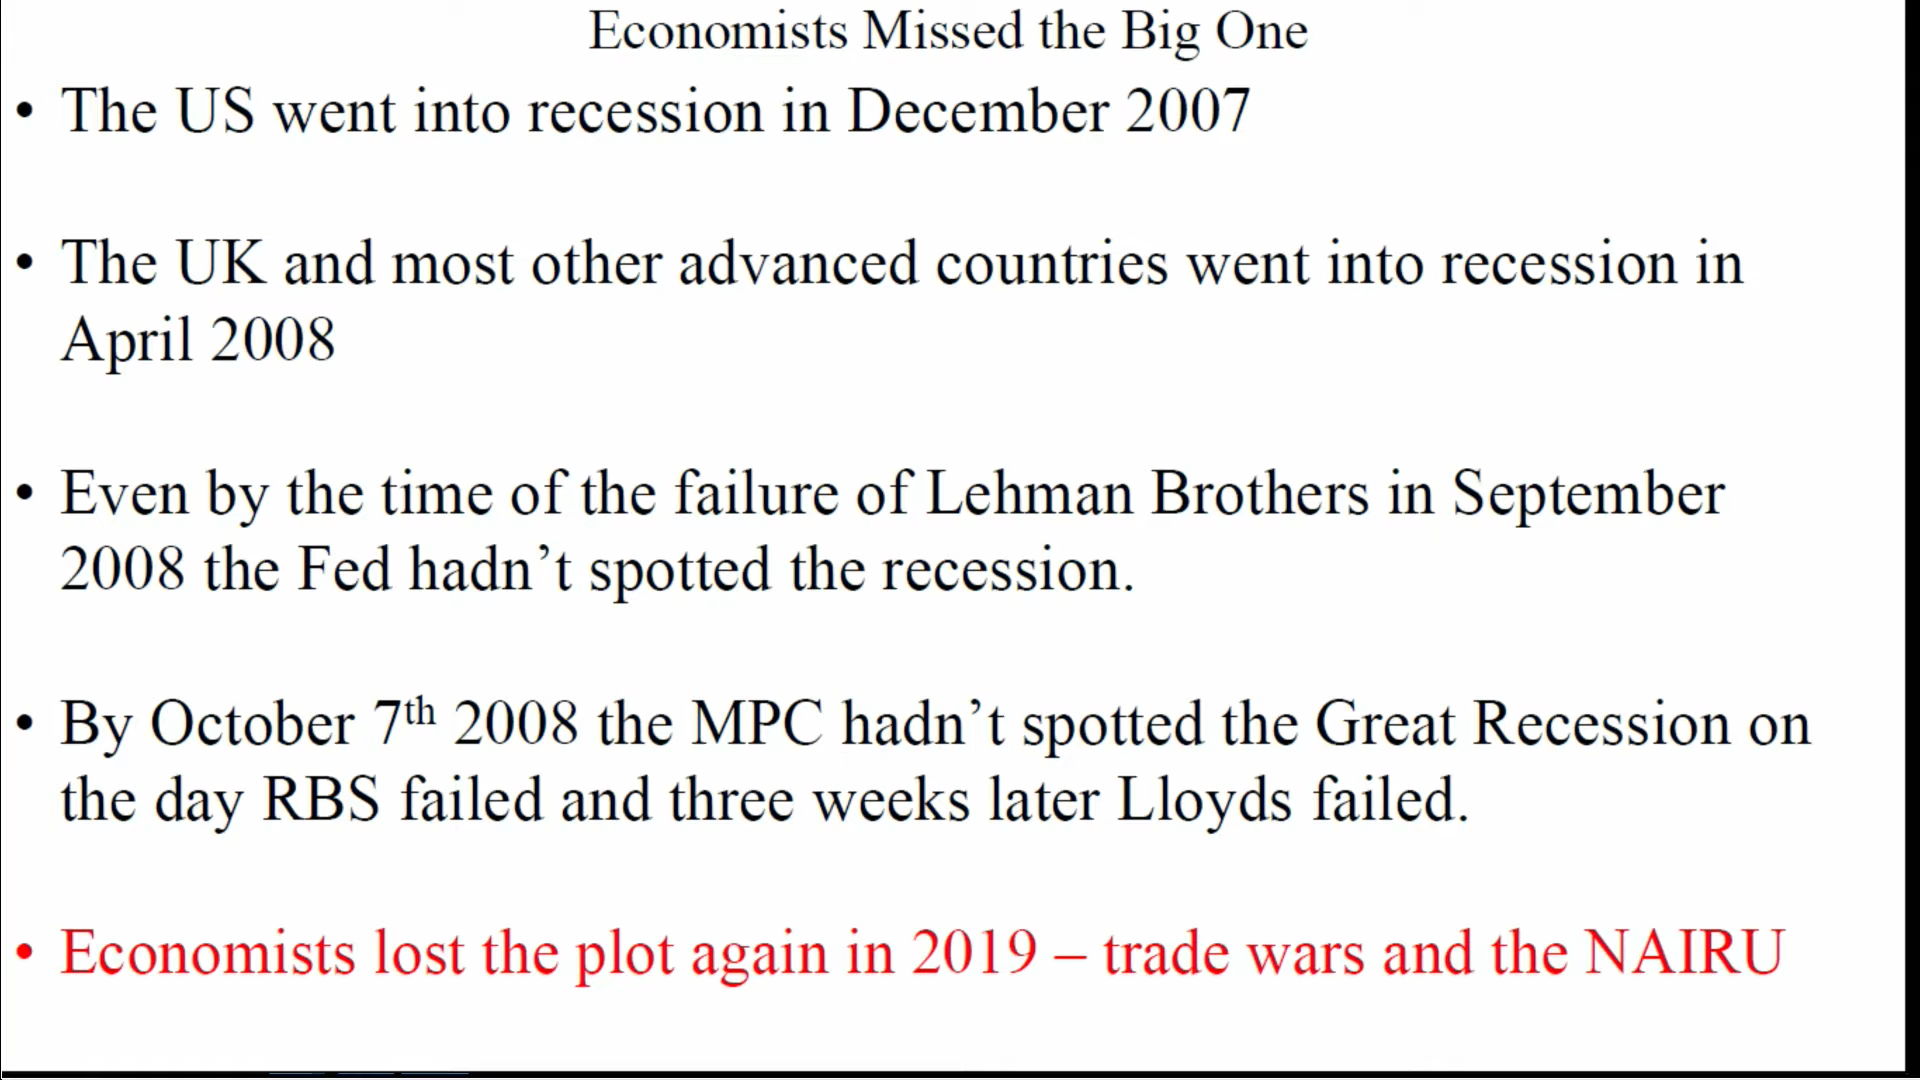 Economists Missed the Big One
• The US went into recession in December 2007
• The UK and most other advanced countries went into recession in
April 2008
• Even by the time of the failure of Lehman Brothers in September
2008 the Fed hadn’t spotted the recession.
• By October 7th 2008 the MPC hadn’t spotted the Great Recession on
the day RBS failed and three weeks later Lloyds failed.
• Economists lost the plot again in 2019 – trade wars and the NAIRU